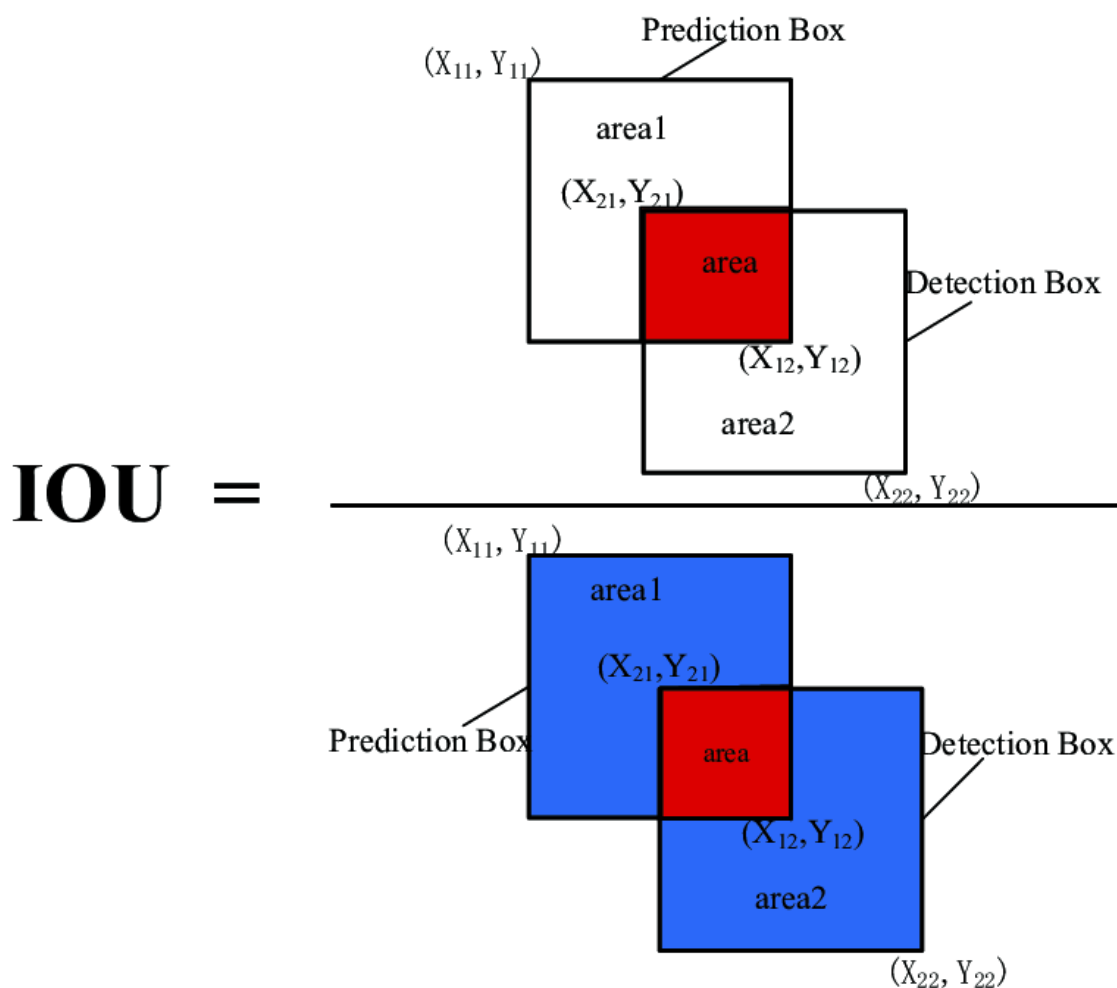 Prediction Box
(X₁₁, Y₁₁)
area1
(X₂₁,Y₂₁)
area
Detection Box
(X₁₂,Y₁₂)
area2
IOU =
(X₂₂, Y₂₂)
(X₁₁, Y₁₁)
area1
(X₂₁,Y₂₁)
Prediction Box
area
Detection Box
(X₁₂,Y₁₂)
area2
(X₂₂, Y₂₂)